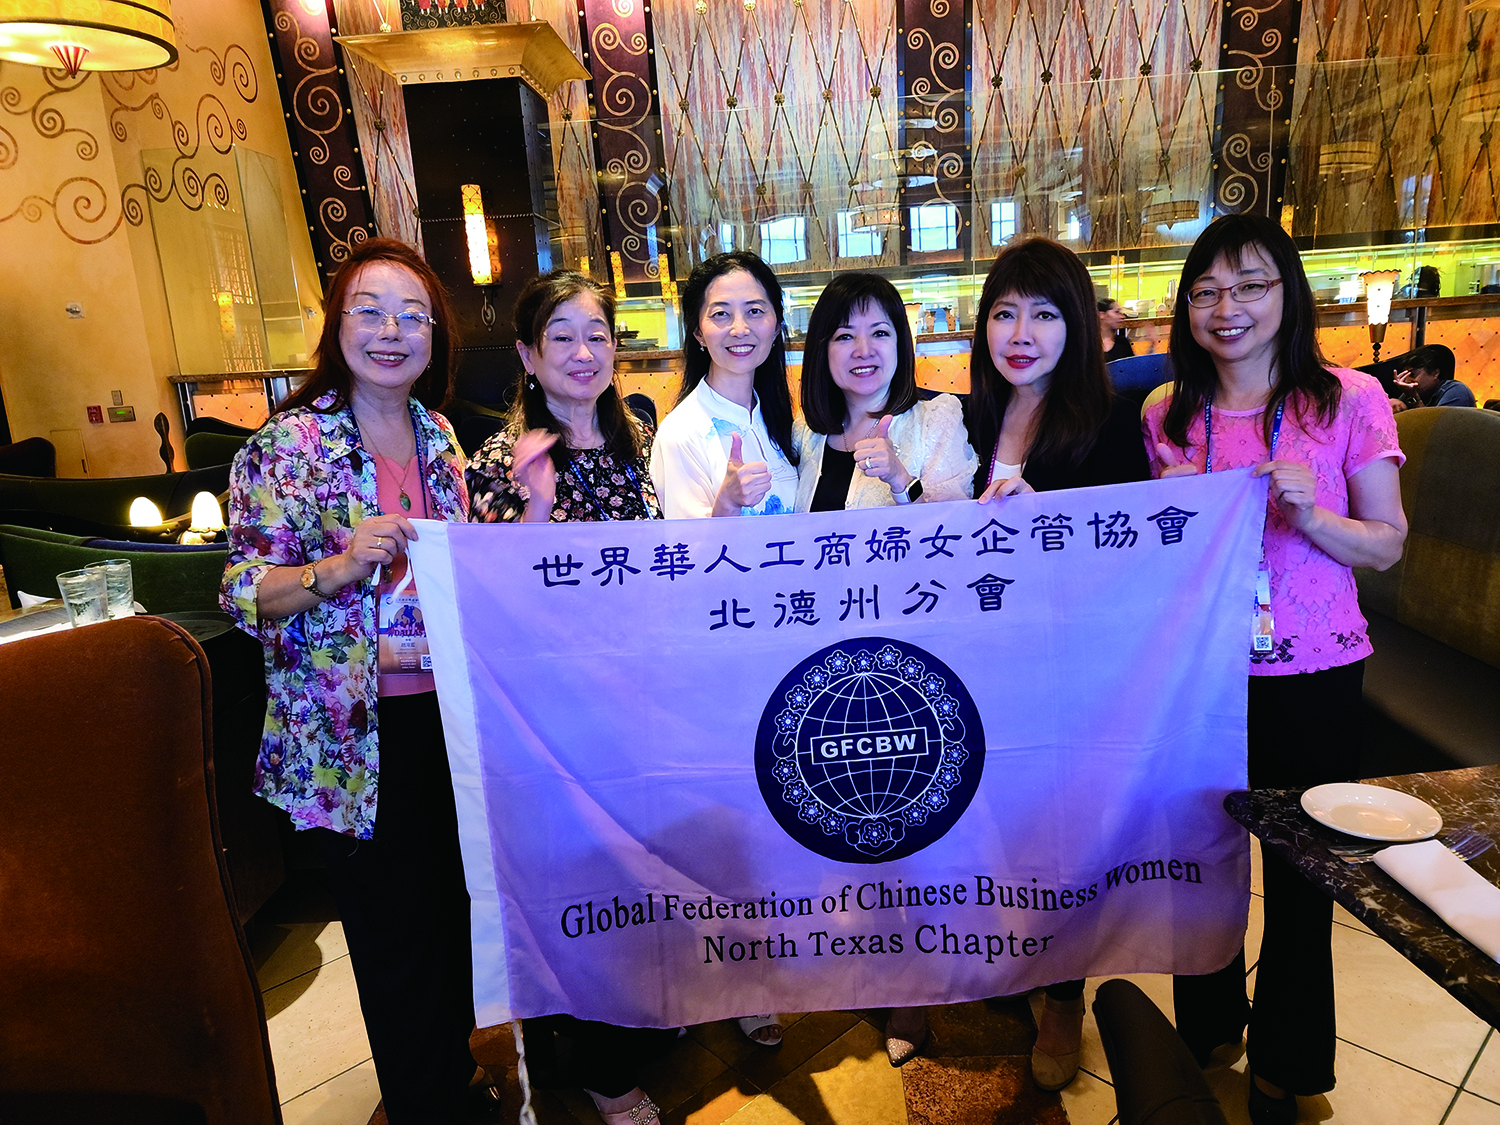 世界華人工商婦女企管協會
北德州分會
GFCBW
Global Federation of Chinese Business Women
North Texas Chapter
DALLAS